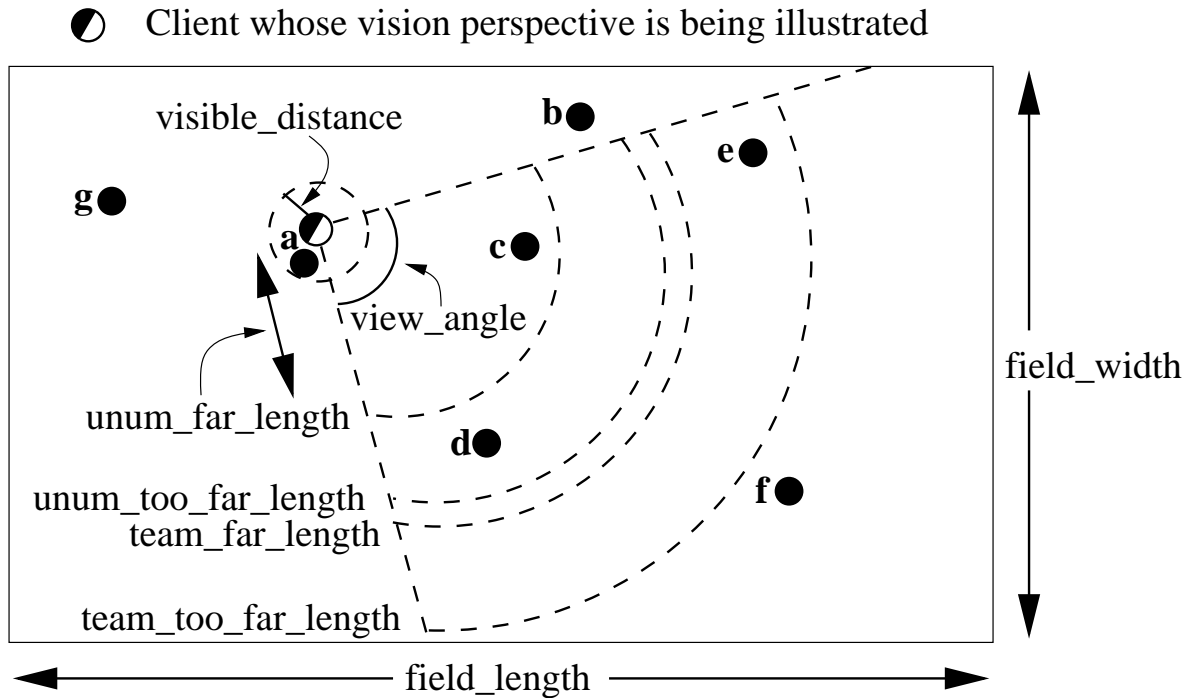 Client whose vision perspective is being illustrated
visible_distance
b
e
g
a
c
view_angle
field_width
unum_far_length
d
f
unum_too_far_length
team_far_length
team_too_far_length
field_length